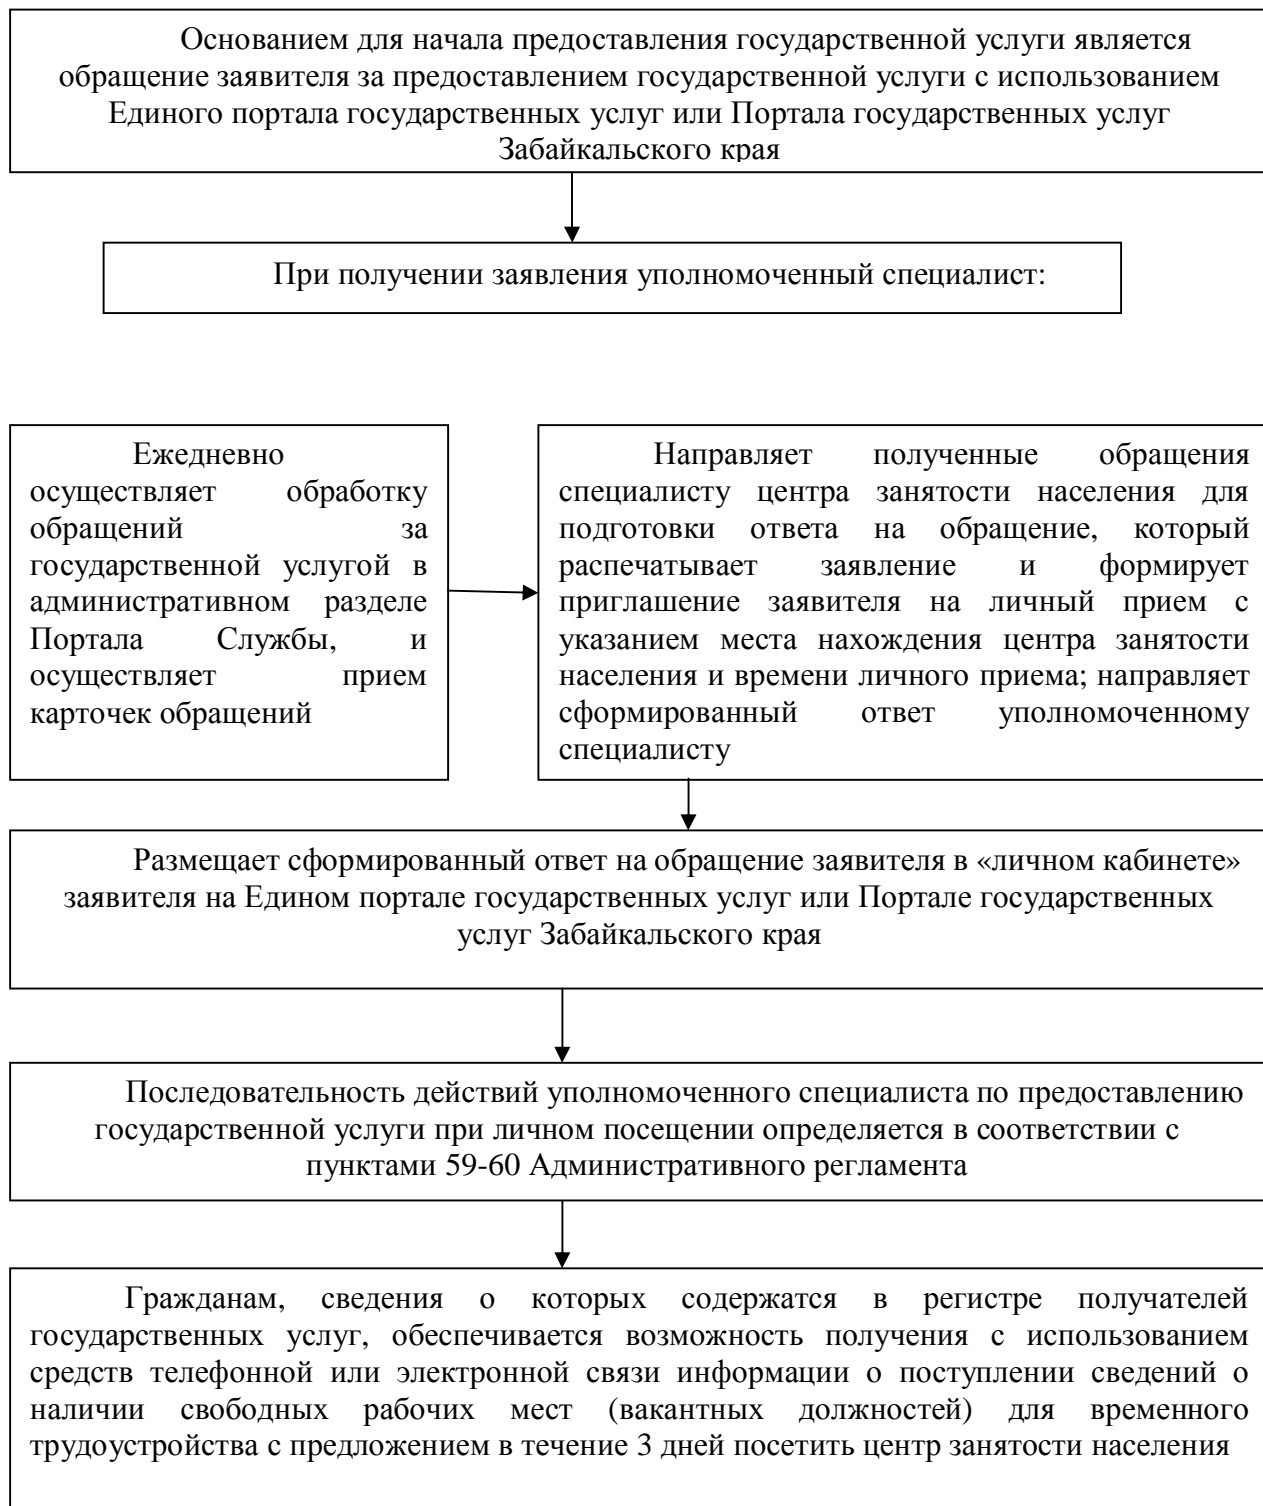 Основанием для начала предоставления государственной услуги является
обращение заявителя за предоставлением государственной услуги с использованием
Единого портала государственных услуг или Портала государственных услуг
Забайкальского края
При получении заявления уполномоченный специалист:
Ежедневно
осуществляет обработку
обращений за
государственной услугой в
административном разделе
Портала Службы, и
осуществляет прием
карточек обращений
Направляет полученные обращения
специалисту центра занятости населения для
подготовки ответа на обращение, который
распечатывает заявление и формирует
приглашение заявителя на личный прием с
указанием места нахождения центра занятости
населения и времени личного приема; направляет
сформированный ответ уполномоченному
специалисту
Размещает сформированный ответ на обращение заявителя в «личном кабинете»
заявителя на Едином портале государственных услуг или Портале государственных
услуг Забайкальского края
Последовательность действий уполномоченного специалиста по предоставлению
государственной услуги при личном посещении определяется в соответствии с
пунктами 59-60 Административного регламента
Гражданам, сведения о которых содержатся в регистре получателей
государственных услуг, обеспечивается возможность получения с использованием
средств телефонной или электронной связи информации о поступлении сведений о
наличии свободных рабочих мест (вакантных должностей) для временного
трудоустройства с предложением в течение 3 дней посетить центр занятости населения